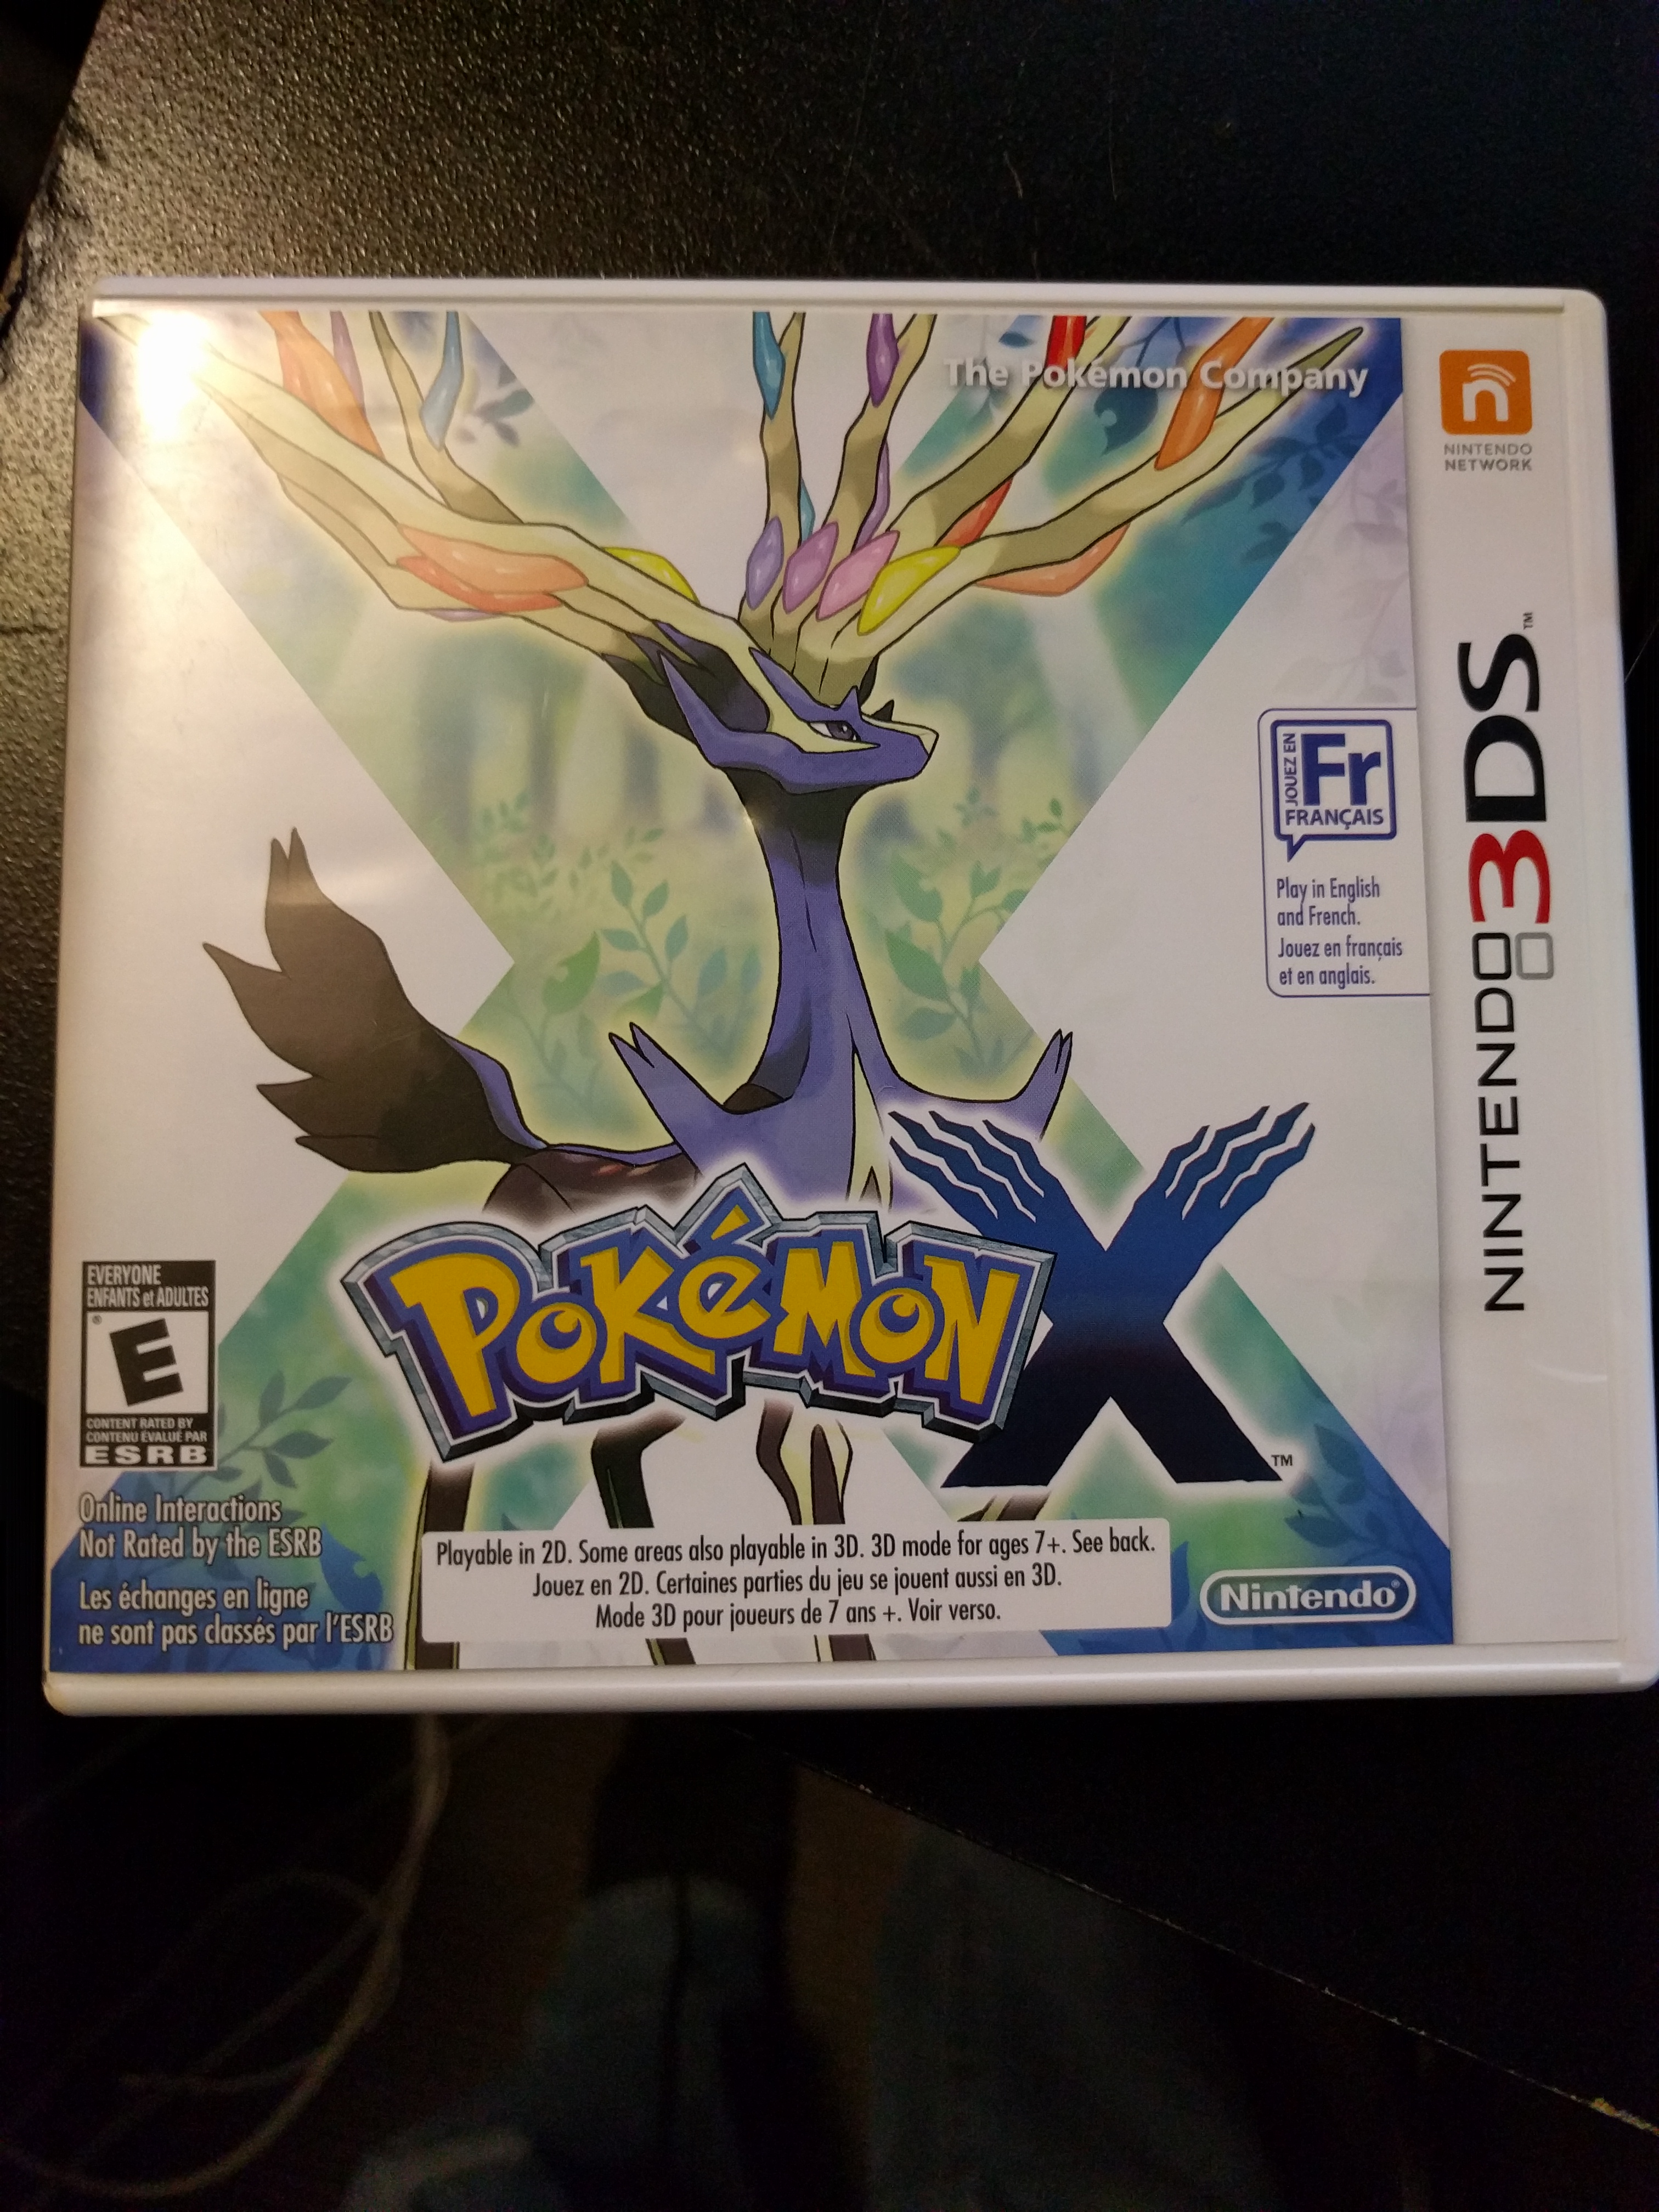 The Pokémon Company
NINTENDO
NETWORK
NINTENDO 3DS™
JOUEZ EN
Fr
FRANÇAIS
Play in English
and French.
Jouez en français
et en anglais.
POKéMON X
™
EVERYONE
ENFANTS et ADULTES
®
E
CONTENT RATED BY
CONTENU ÉVALUÉ PAR
ESRB
Online Interactions
Not Rated by the ESRB
Les échanges en ligne
ne sont pas classés par l'ESRB
Playable in 2D. Some areas also playable in 3D. 3D mode for ages 7+. See back.
Jouez en 2D. Certaines parties du jeu se jouent aussi en 3D.
Mode 3D pour joueurs de 7 ans +. Voir verso.
Nintendo®